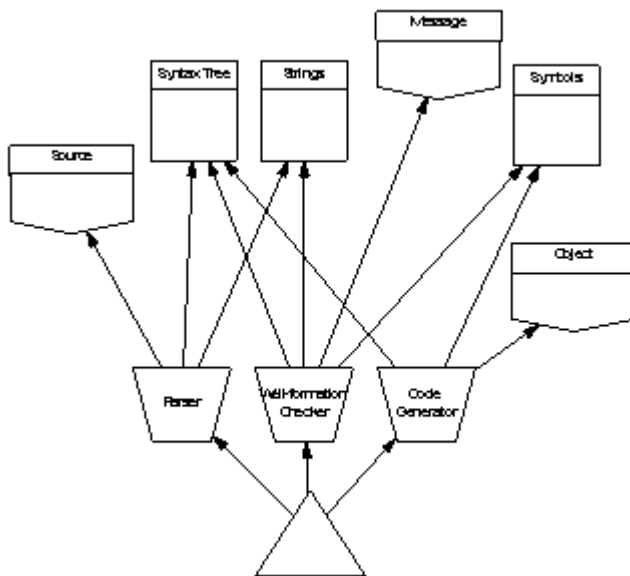 Message
Syntax Tree
Strings
Symbols
Source
Object
Parser
Well-formation
Checker
Code
Generator